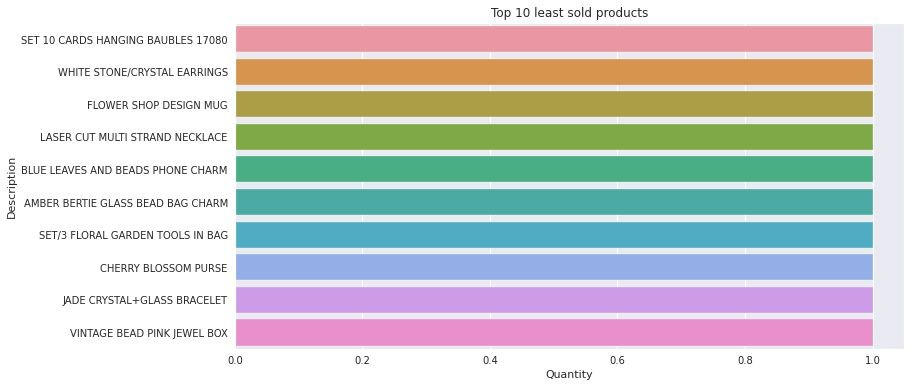 Top 10 least sold products
Description
SET 10 CARDS HANGING BAUBLES 17080
WHITE STONE/CRYSTAL EARRINGS
FLOWER SHOP DESIGN MUG
LASER CUT MULTI STRAND NECKLACE
BLUE LEAVES AND BEADS PHONE CHARM
AMBER BERTIE GLASS BEAD BAG CHARM
SET/3 FLORAL GARDEN TOOLS IN BAG
CHERRY BLOSSOM PURSE
JADE CRYSTAL+GLASS BRACELET
VINTAGE BEAD PINK JEWEL BOX
0.0 0.2 0.4 0.6 0.8 1.0
Quantity